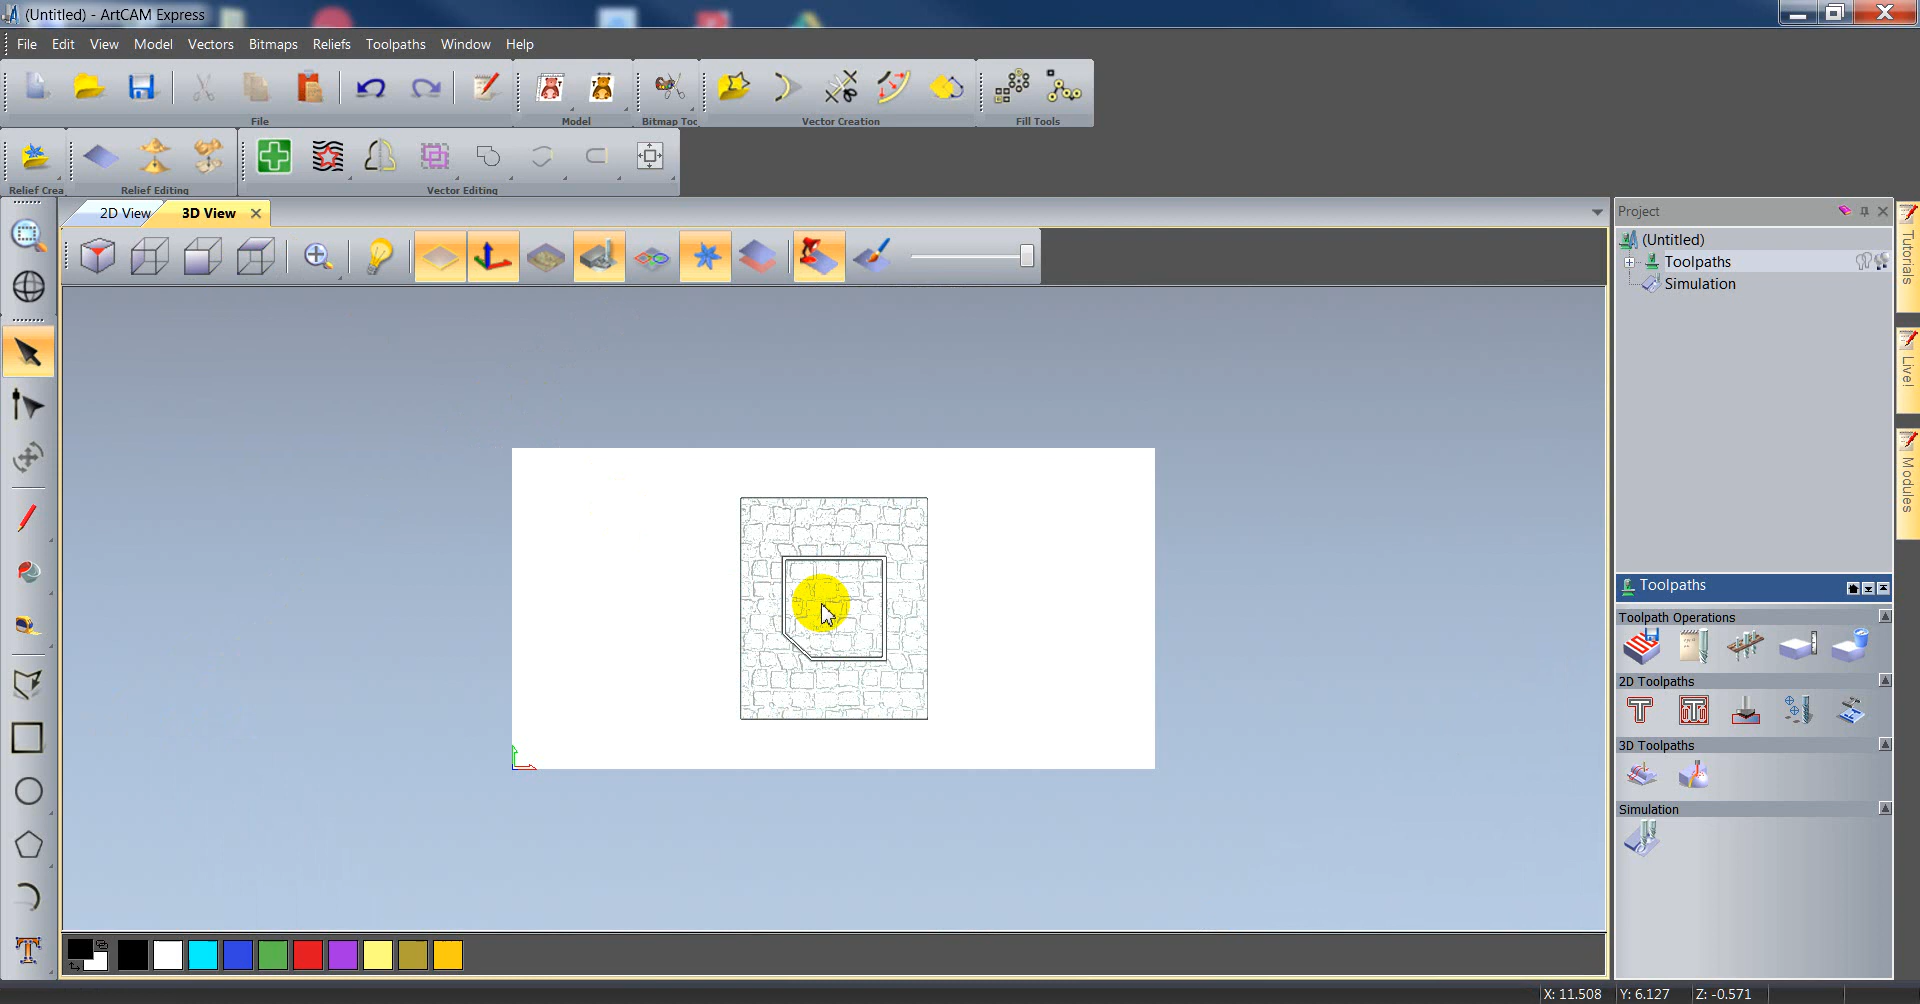 (Untitled) - ArtCAM Express
File Edit View Model Vectors Bitmaps Reliefs Toolpaths Window Help
File Model Bitmap Toc Vector Creation Fill Tools
Relief Crea Relief Editing Vector Editing
2D View 3D View
Project
(Untitled)
Toolpaths
Simulation
Tutorials
Live!
Modules
Toolpaths
Toolpath Operations
2D Toolpaths
3D Toolpaths
Simulation
X: 11.508 Y: 6.127 Z: -0.571